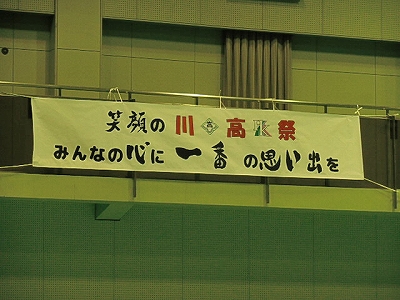 笑顔の川高祭
みんなの心に一番の思い出を